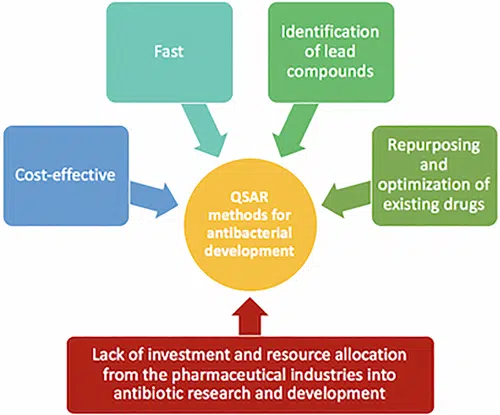 Fast
Identification
of lead
compounds
Cost-effective
Repurposing
and
optimization of
existing drugs
QSAR
methods for
antibacterial
development
Lack of investment and resource allocation
from the pharmaceutical industries into
antibiotic research and development